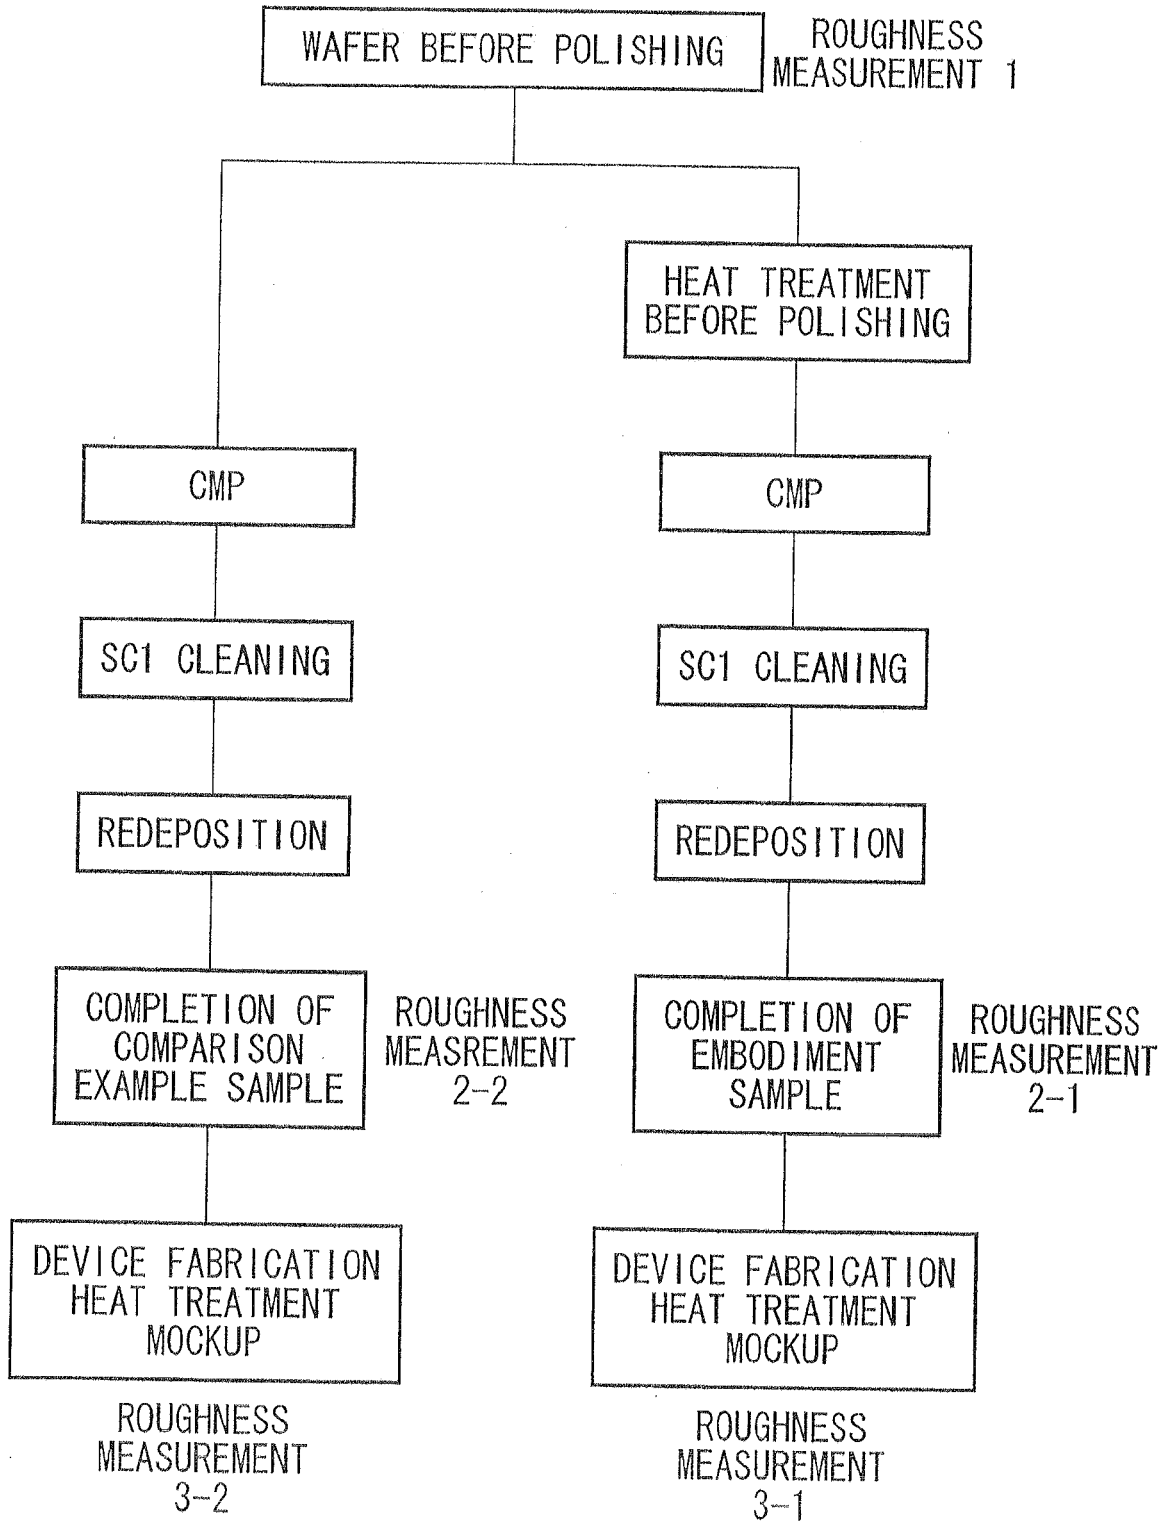 WAFER BEFORE POLISHING
ROUGHNESS
MEASUREMENT 1
HEAT TREATMENT
BEFORE POLISHING
CMP
CMP
SC1 CLEANING
SC1 CLEANING
REDEPOSITION
REDEPOSITION
COMPLETION OF
COMPARISON
EXAMPLE SAMPLE
ROUGHNESS
MEASREMENT
2-2
COMPLETION OF
EMBODIMENT
SAMPLE
ROUGHNESS
MEASUREMENT
2-1
DEVICE FABRICATION
HEAT TREATMENT
MOCKUP
DEVICE FABRICATION
HEAT TREATMENT
MOCKUP
ROUGHNESS
MEASUREMENT
3-2
ROUGHNESS
MEASUREMENT
3-1